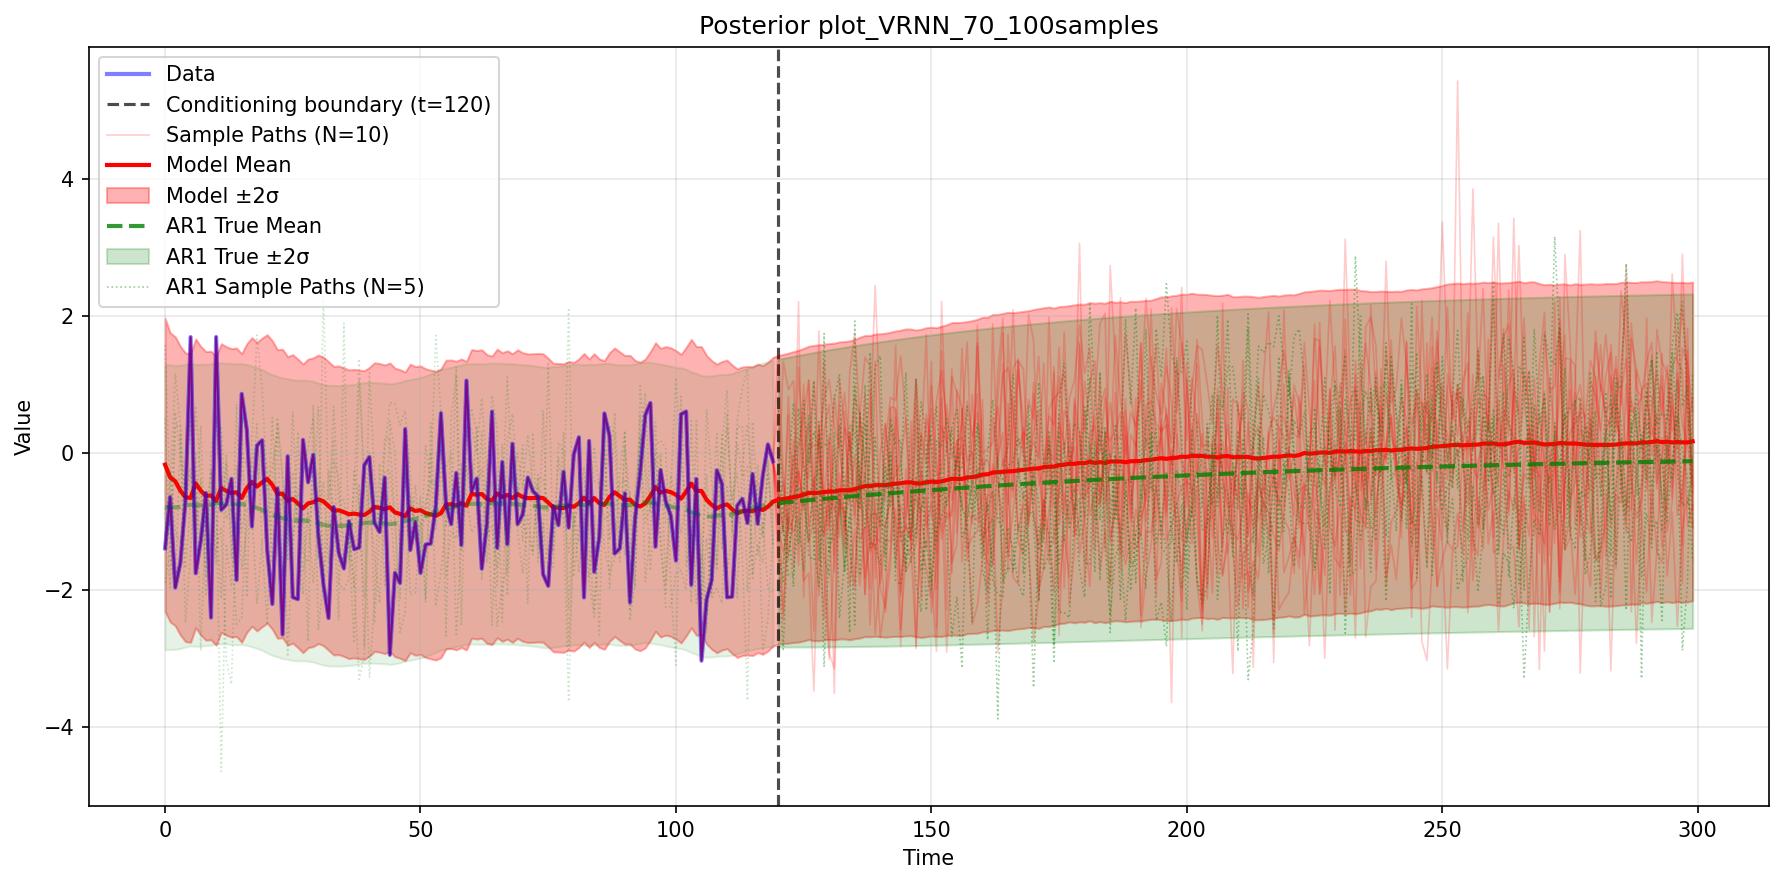 Posterior plot_VRNN_70_100samples
Data
Conditioning boundary (t=120)
Sample Paths (N=10)
Model Mean
Model ±2σ
AR1 True Mean
AR1 True ±2σ
AR1 Sample Paths (N=5)
Value
4
2
0
−2
−4
0 50 100 150 200 250 300
Time